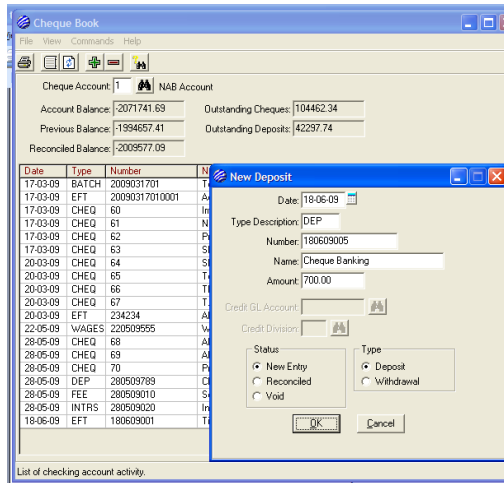 Cheque Book
File View Commands Help
Cheque Account: 1 NAB Account
Account Balance: -2071741.69 Outstanding Cheques: 104462.34
Previous Balance: -1994657.41 Outstanding Deposits: 42297.74
Reconciled Balance: -2009577.09
Date Type Number
17-03-09 BATCH 2009031701
17-03-09 EFT 20090317010001
17-03-09 CHEQ 60
17-03-09 CHEQ 61
17-03-09 CHEQ 62
17-03-09 CHEQ 63
20-03-09 CHEQ 64
20-03-09 CHEQ 65
20-03-09 CHEQ 66
20-03-09 CHEQ 67
20-03-09 EFT 234234
22-05-09 WAGES 220509555
28-05-09 CHEQ 68
28-05-09 CHEQ 69
28-05-09 CHEQ 70
28-05-09 DEP 280509789
28-05-09 FEE 280509010
28-05-09 INTRS 280509020
18-06-09 EFT 180609001
New Deposit
Date: 18-06-09
Type Description: DEP
Number: 180609005
Name: Cheque Banking
Amount: 700.00
Credit GL Account:
Credit Division:
Status Type
New Entry Deposit
Reconciled Withdrawal
Void
OK Cancel
List of checking account activity.